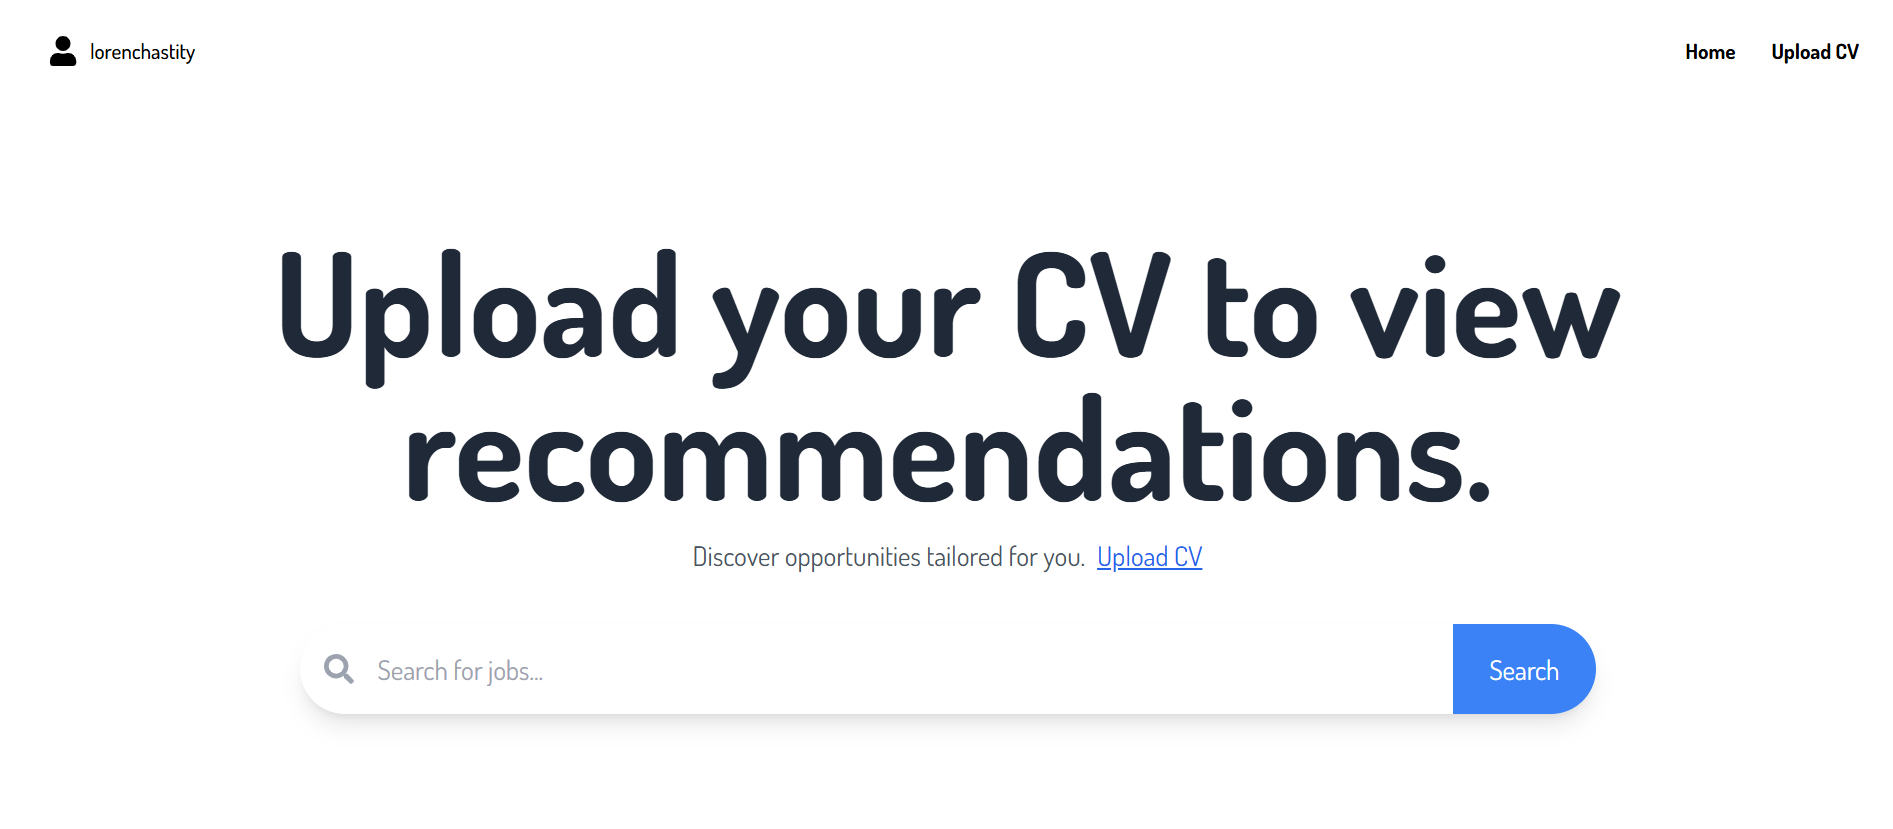 lorenchastity
Home
Upload CV
Upload your CV to view
recommendations.
Discover opportunities tailored for you. Upload CV
Search for jobs...
Search